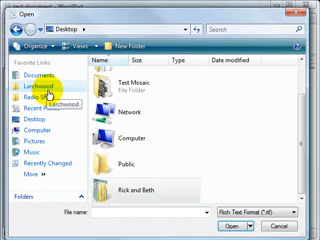 Open
Desktop
Organize Views New Folder
Favorite Links
Name Size Type Date modified
Documents
Larchwood
Radio
Larchwood
Recent
Desktop
Computer
Pictures
Music
Recently Changed
More »
Folders
Test Mosaic
File Folder
Network
Computer
Public
Rick and Beth
File name:
Rich Text Format (*.rtf)
Open Cancel